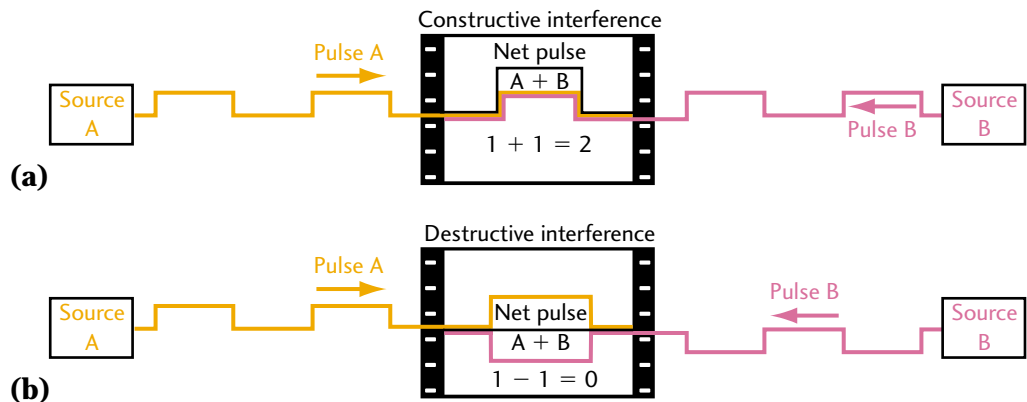 Constructive interference
Pulse A
Net pulse
A + B
Source
A
Pulse B
Source
B
1 + 1 = 2
(a)
Destructive interference
Pulse A
Pulse B
Source
A
Net pulse
A + B
Source
B
1 − 1 = 0
(b)